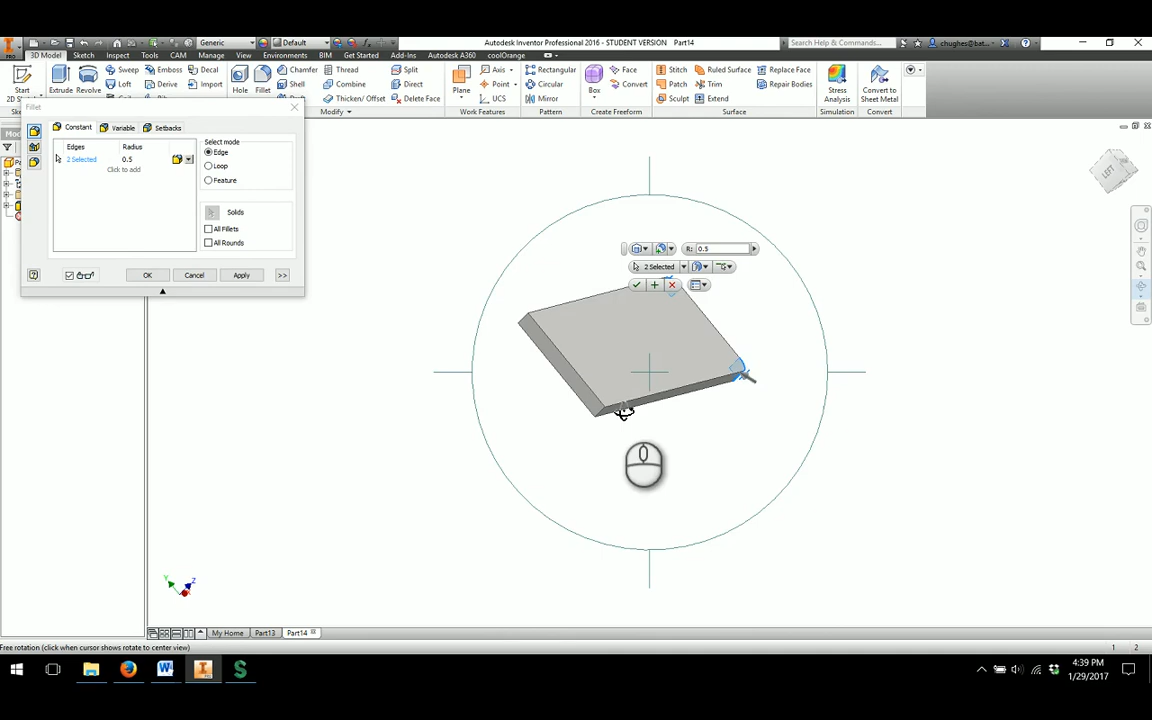 Generic
Default
Autodesk Inventor Professional 2016 - STUDENT VERSION Part14
Search Help & Commands...
chughes@bat...
PRO
3D Model
Sketch
Inspect
Tools
CAM
Manage
View
Environments
BIM
Get Started
Add-Ins
Autodesk A360
coolOrange
Start
Extrude
Revolve
Sweep
Emboss
Decal
Loft
Import
Hole
Fillet
Chamfer
Thread
Split
Shell
Combine
Direct
Thicken/ Offset
Delete Face
Plane
Axis
Point
UCS
Rectangular
Circular
Mirror
Box
Face
Convert
Stitch
Ruled Surface
Replace Face
Patch
Trim
Repair Bodies
Sculpt
Extend
Stress
Analysis
Convert to
Sheet Metal
Modify
Work Features
Pattern
Create Freeform
Surface
Simulation
Convert
Fillet
Constant
Variable
Setbacks
Edges
Radius
2 Selected
0.5
Click to add
Select mode
Edge
Loop
Feature
Solids
All Fillets
All Rounds
OK
Cancel
Apply
>>
R: 0.5
2 Selected
LEFT
Y
Z
My Home
Part13
Part14
Free rotation (click when cursor shows rotate to center view)
1
2
4:39 PM
1/29/2017